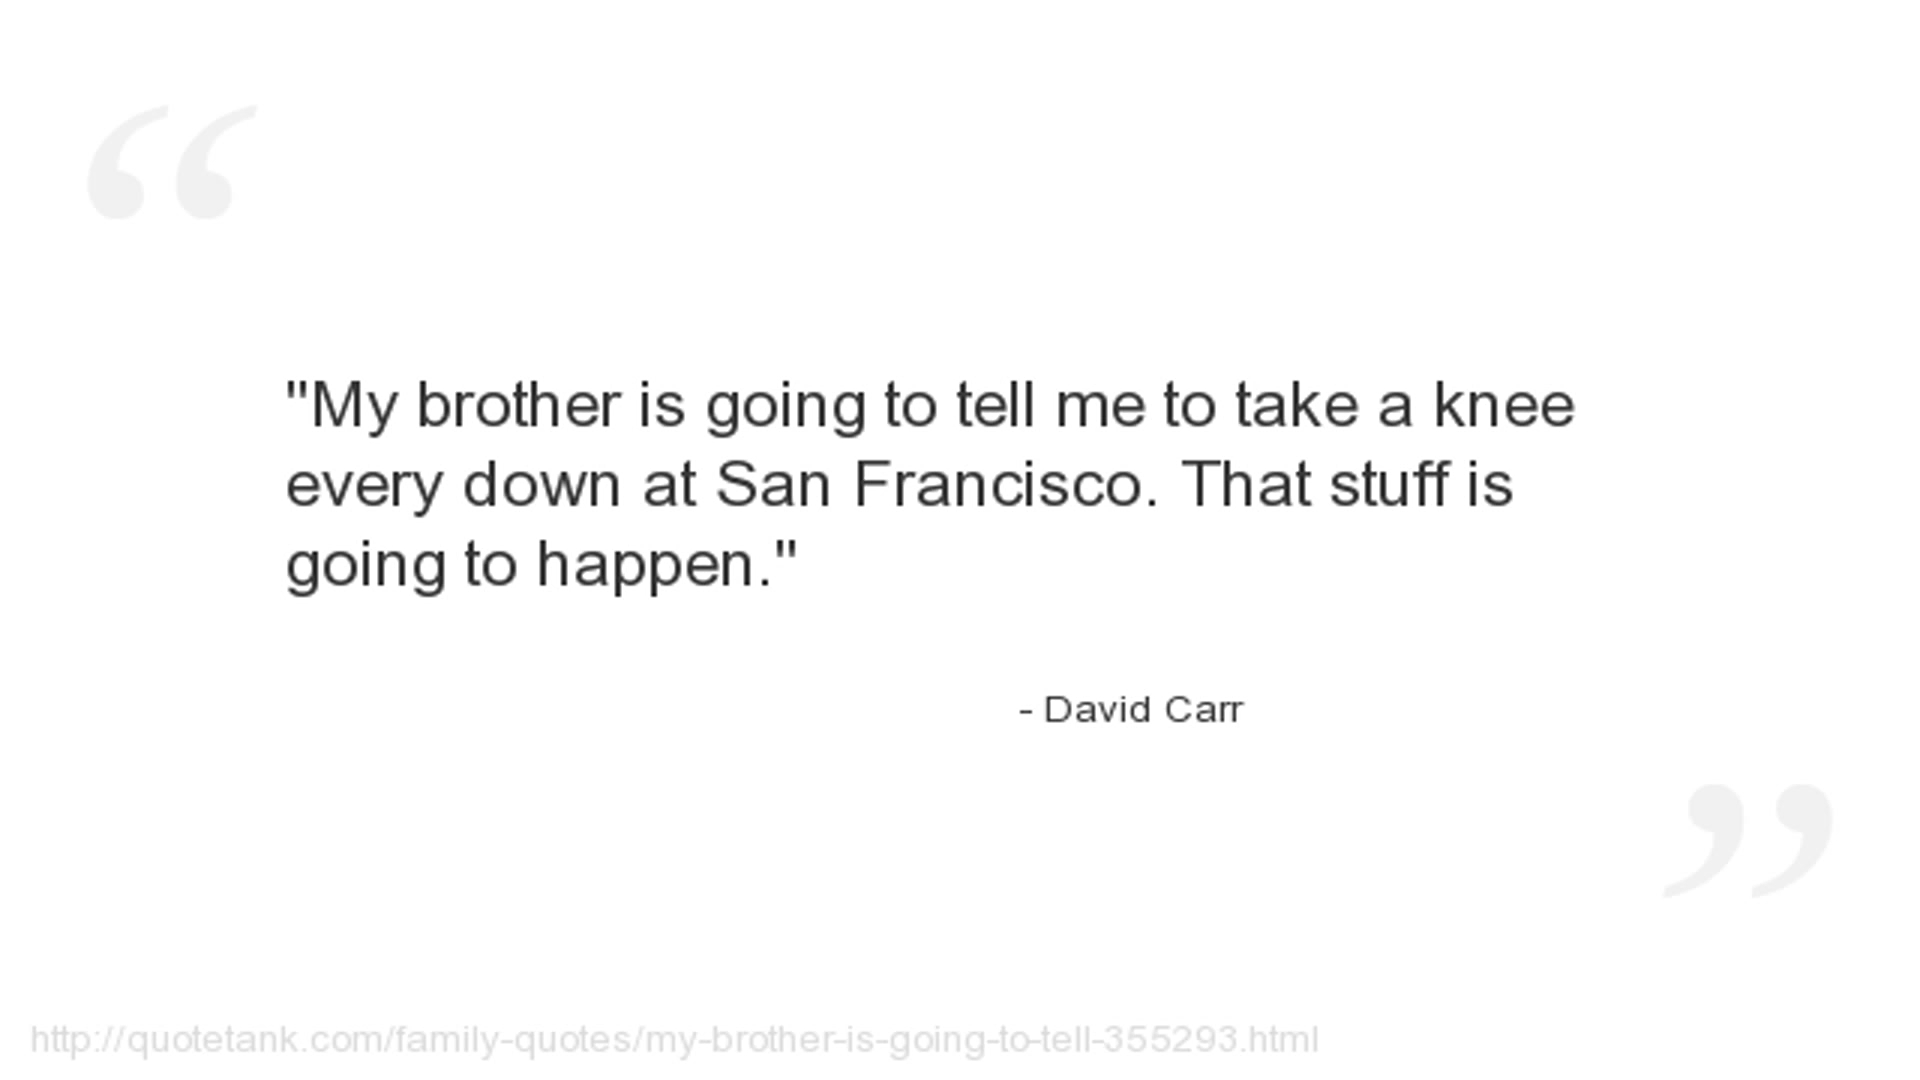 "My brother is going to tell me to take a knee
every down at San Francisco. That stuff is
going to happen."
- David Carr
http://quotetank.com/family-quotes/my-brother-is-going-to-tell-355293.html